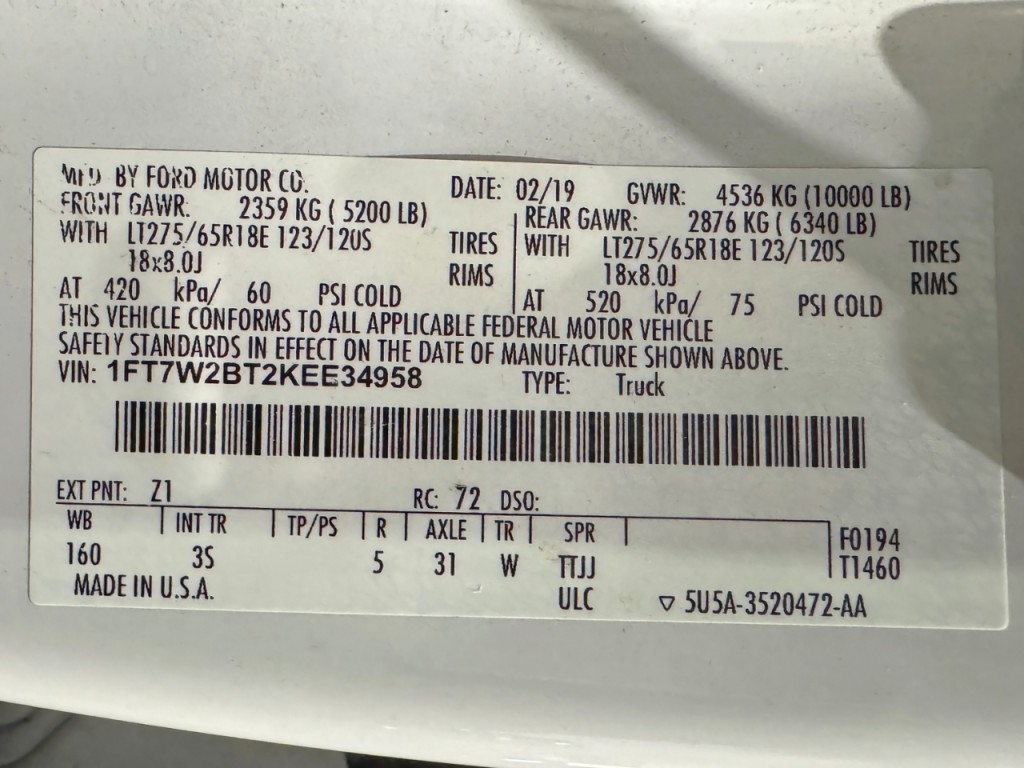 MFD. BY FORD MOTOR CO. DATE: 02/19 GVWR: 4536 KG (10000 LB)
FRONT GAWR: 2359 KG ( 5200 LB) REAR GAWR: 2876 KG ( 6340 LB)
WITH LT275/65R18E 123/120S TIRES WITH LT275/65R18E 123/120S TIRES
18x8.0J RIMS 18x8.0J RIMS
AT 420 kPa/ 60 PSI COLD AT 520 kPa/ 75 PSI COLD
THIS VEHICLE CONFORMS TO ALL APPLICABLE FEDERAL MOTOR VEHICLE
SAFETY STANDARDS IN EFFECT ON THE DATE OF MANUFACTURE SHOWN ABOVE.
VIN: 1FT7W2BT2KEE34958 TYPE: Truck
EXT PNT: Z1 RC: 72 DSO:
WB INT TR TP/PS R AXLE TR SPR F0194
160 3S 5 31 W TTJJ T1460
MADE IN U.S.A. ULC ▽ 5U5A-3520472-AA